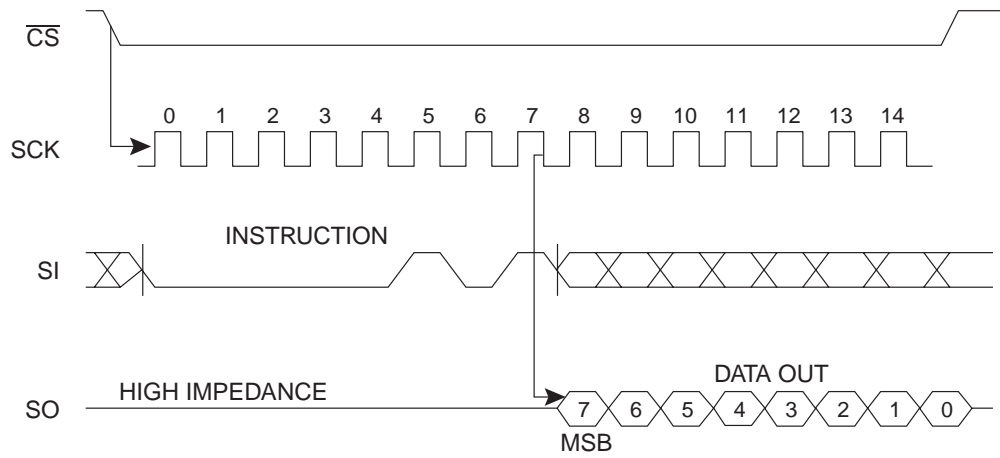 CS
0 1 2 3 4 5 6 7 8 9 10 11 12 13 14
SCK
INSTRUCTION
SI
HIGH IMPEDANCE
DATA OUT
SO
7 6 5 4 3 2 1 0
MSB